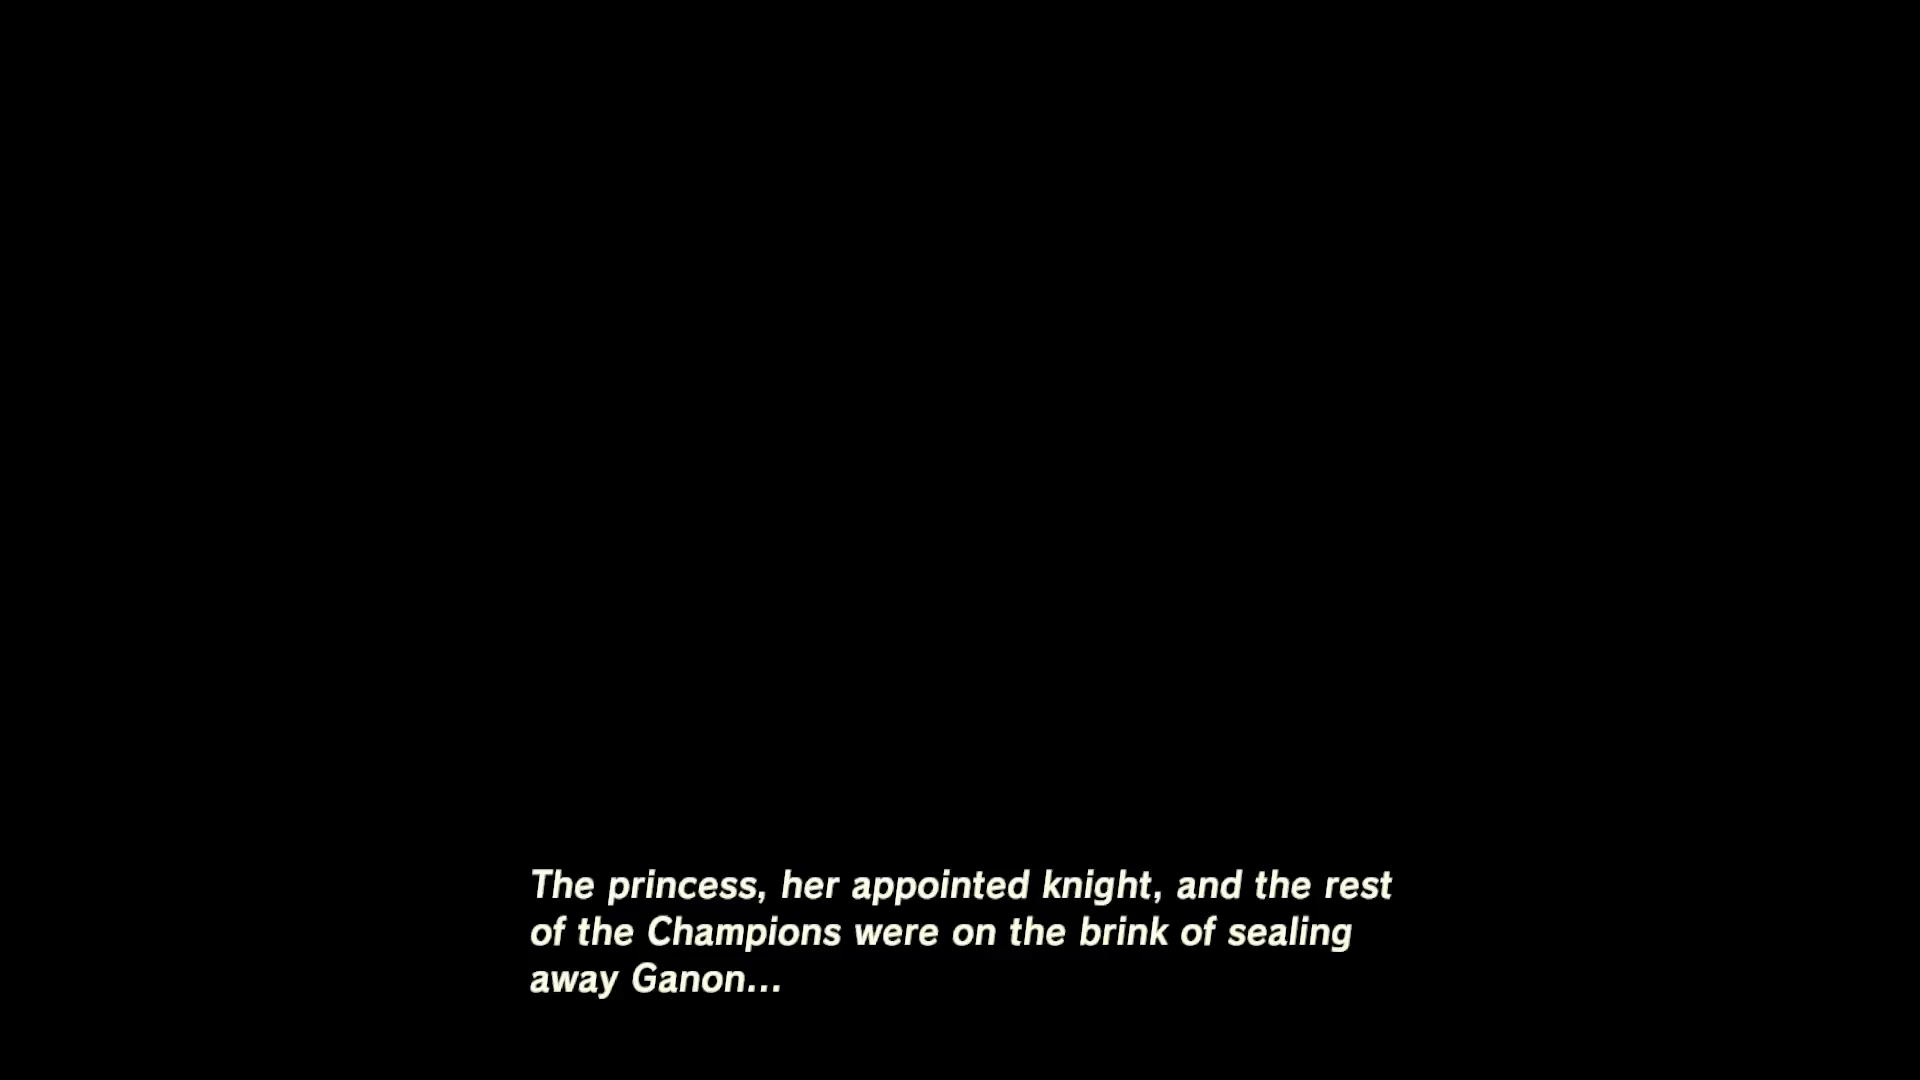 The princess, her appointed knight, and the rest
of the Champions were on the brink of sealing
away Ganon...